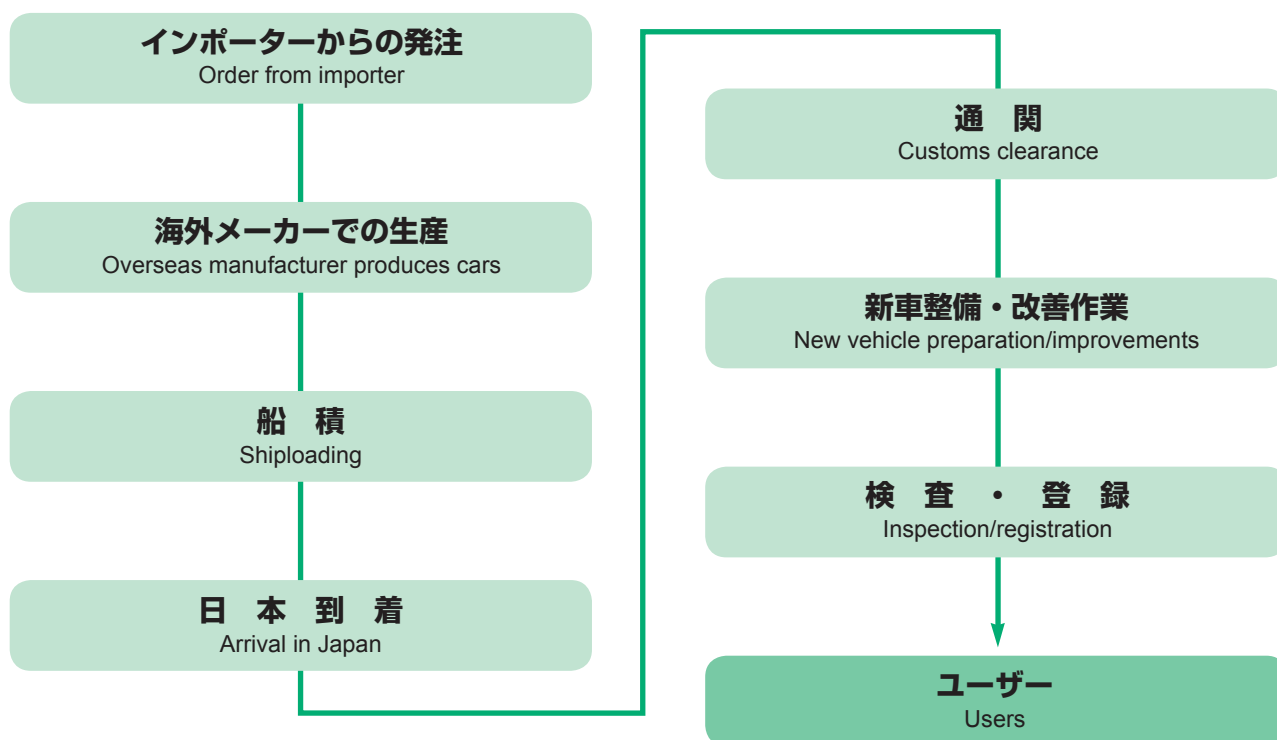 インポーターからの発注
Order from importer
海外メーカーでの生産
Overseas manufacturer produces cars
船 積
Shiploading
日 本 到 着
Arrival in Japan
通 関
Customs clearance
新車整備・改善作業
New vehicle preparation/improvements
検 査 ・ 登 録
Inspection/registration
ユーザー
Users